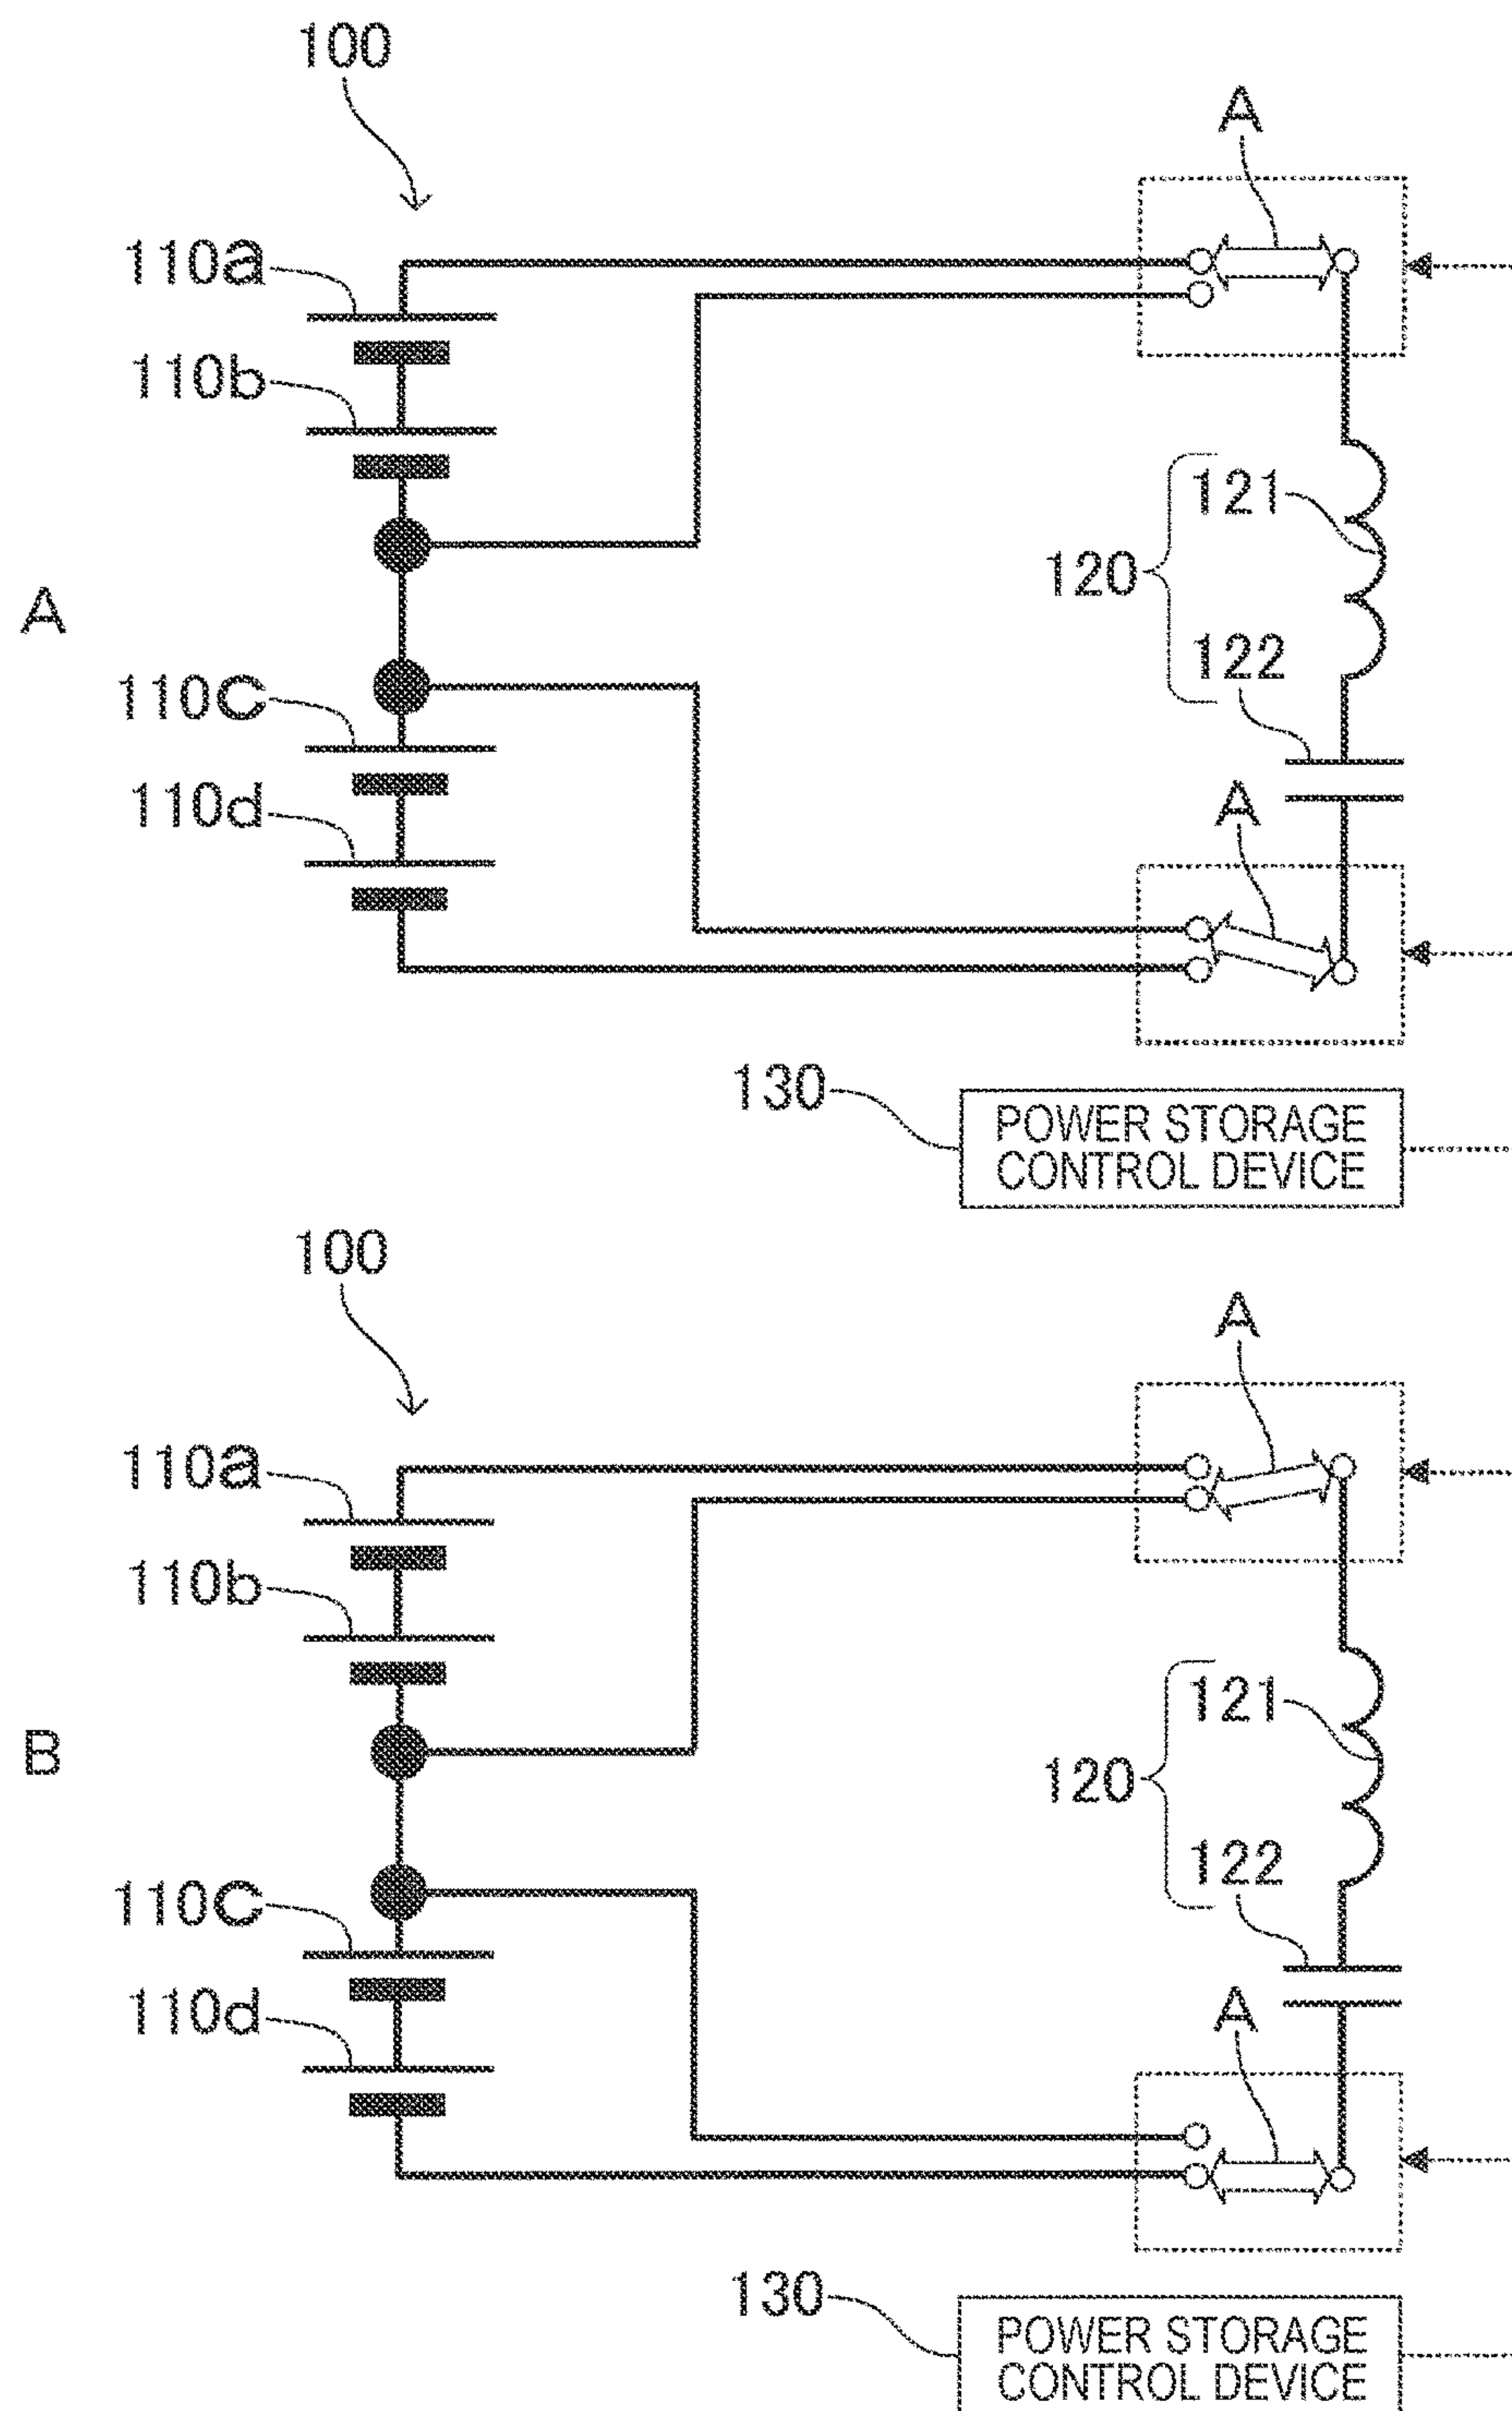 100
A
110a
110b
121
120
A
122
110c
A
110d
130
POWER STORAGE
CONTROL DEVICE
100
A
110a
110b
121
B
120
122
110c
A
110d
130
POWER STORAGE
CONTROL DEVICE